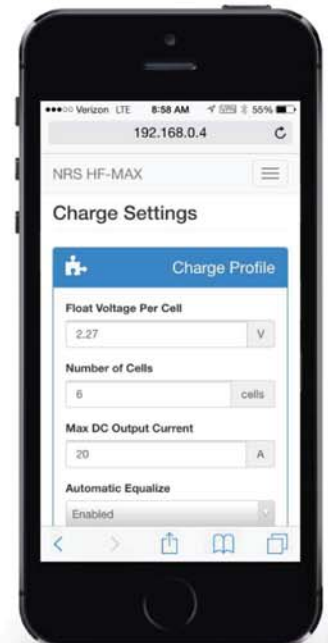 Verizon LTE 8:58 AM VPN 55%
192.168.0.4
NRS HF-MAX
Charge Settings
Charge Profile
Float Voltage Per Cell
2.27 V
Number of Cells
6 cells
Max DC Output Current
20 A
Automatic Equalize
Enabled